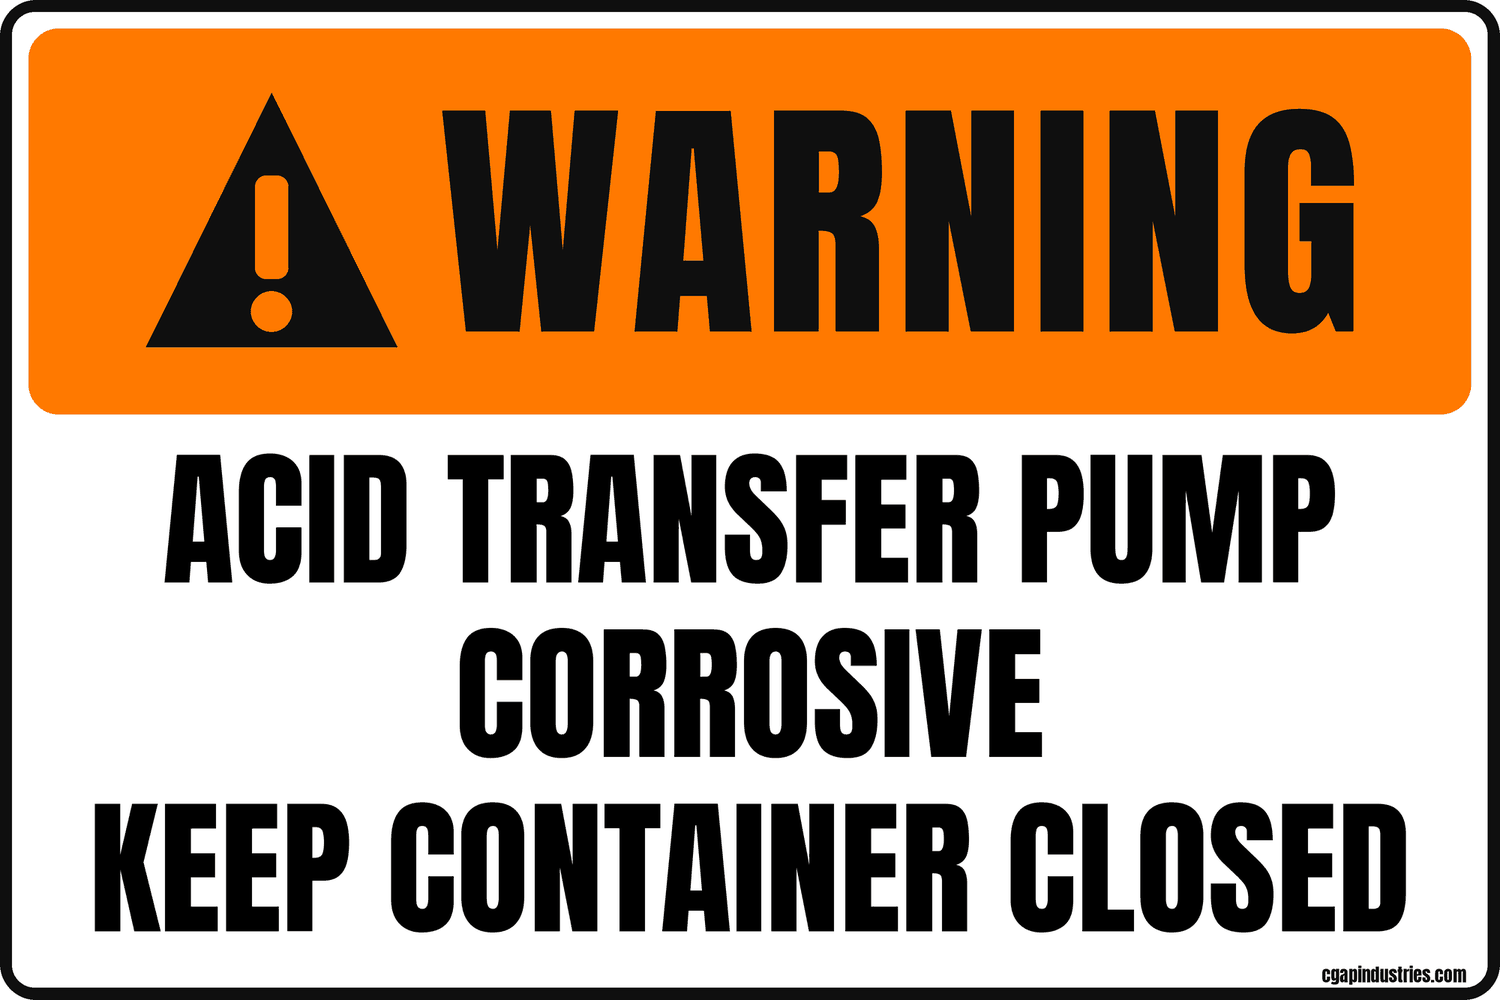 WARNING
ACID TRANSFER PUMP
CORROSIVE
KEEP CONTAINER CLOSED
cgapindustries.com